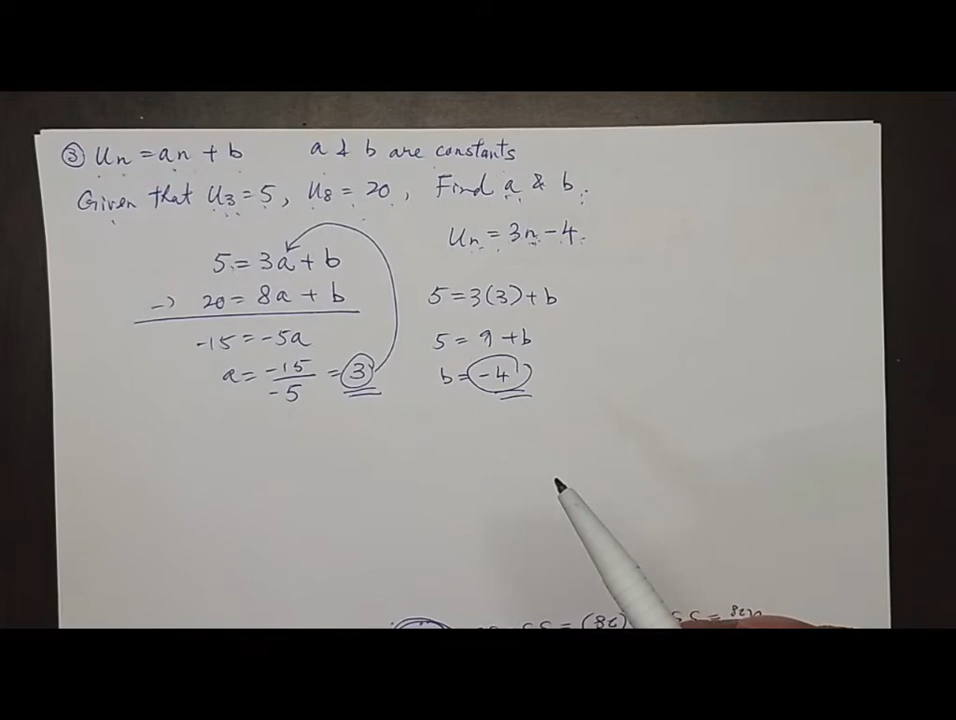 ③ Un = an + b   a & b are constants
Given that U3 = 5, U8 = 20, Find a & b.
Un = 3n - 4
5 = 3a + b
-) 20 = 8a + b
-15 = -5a
a = -15/-5 = 3
5 = 3(3) + b
5 = 9 + b
b = -4